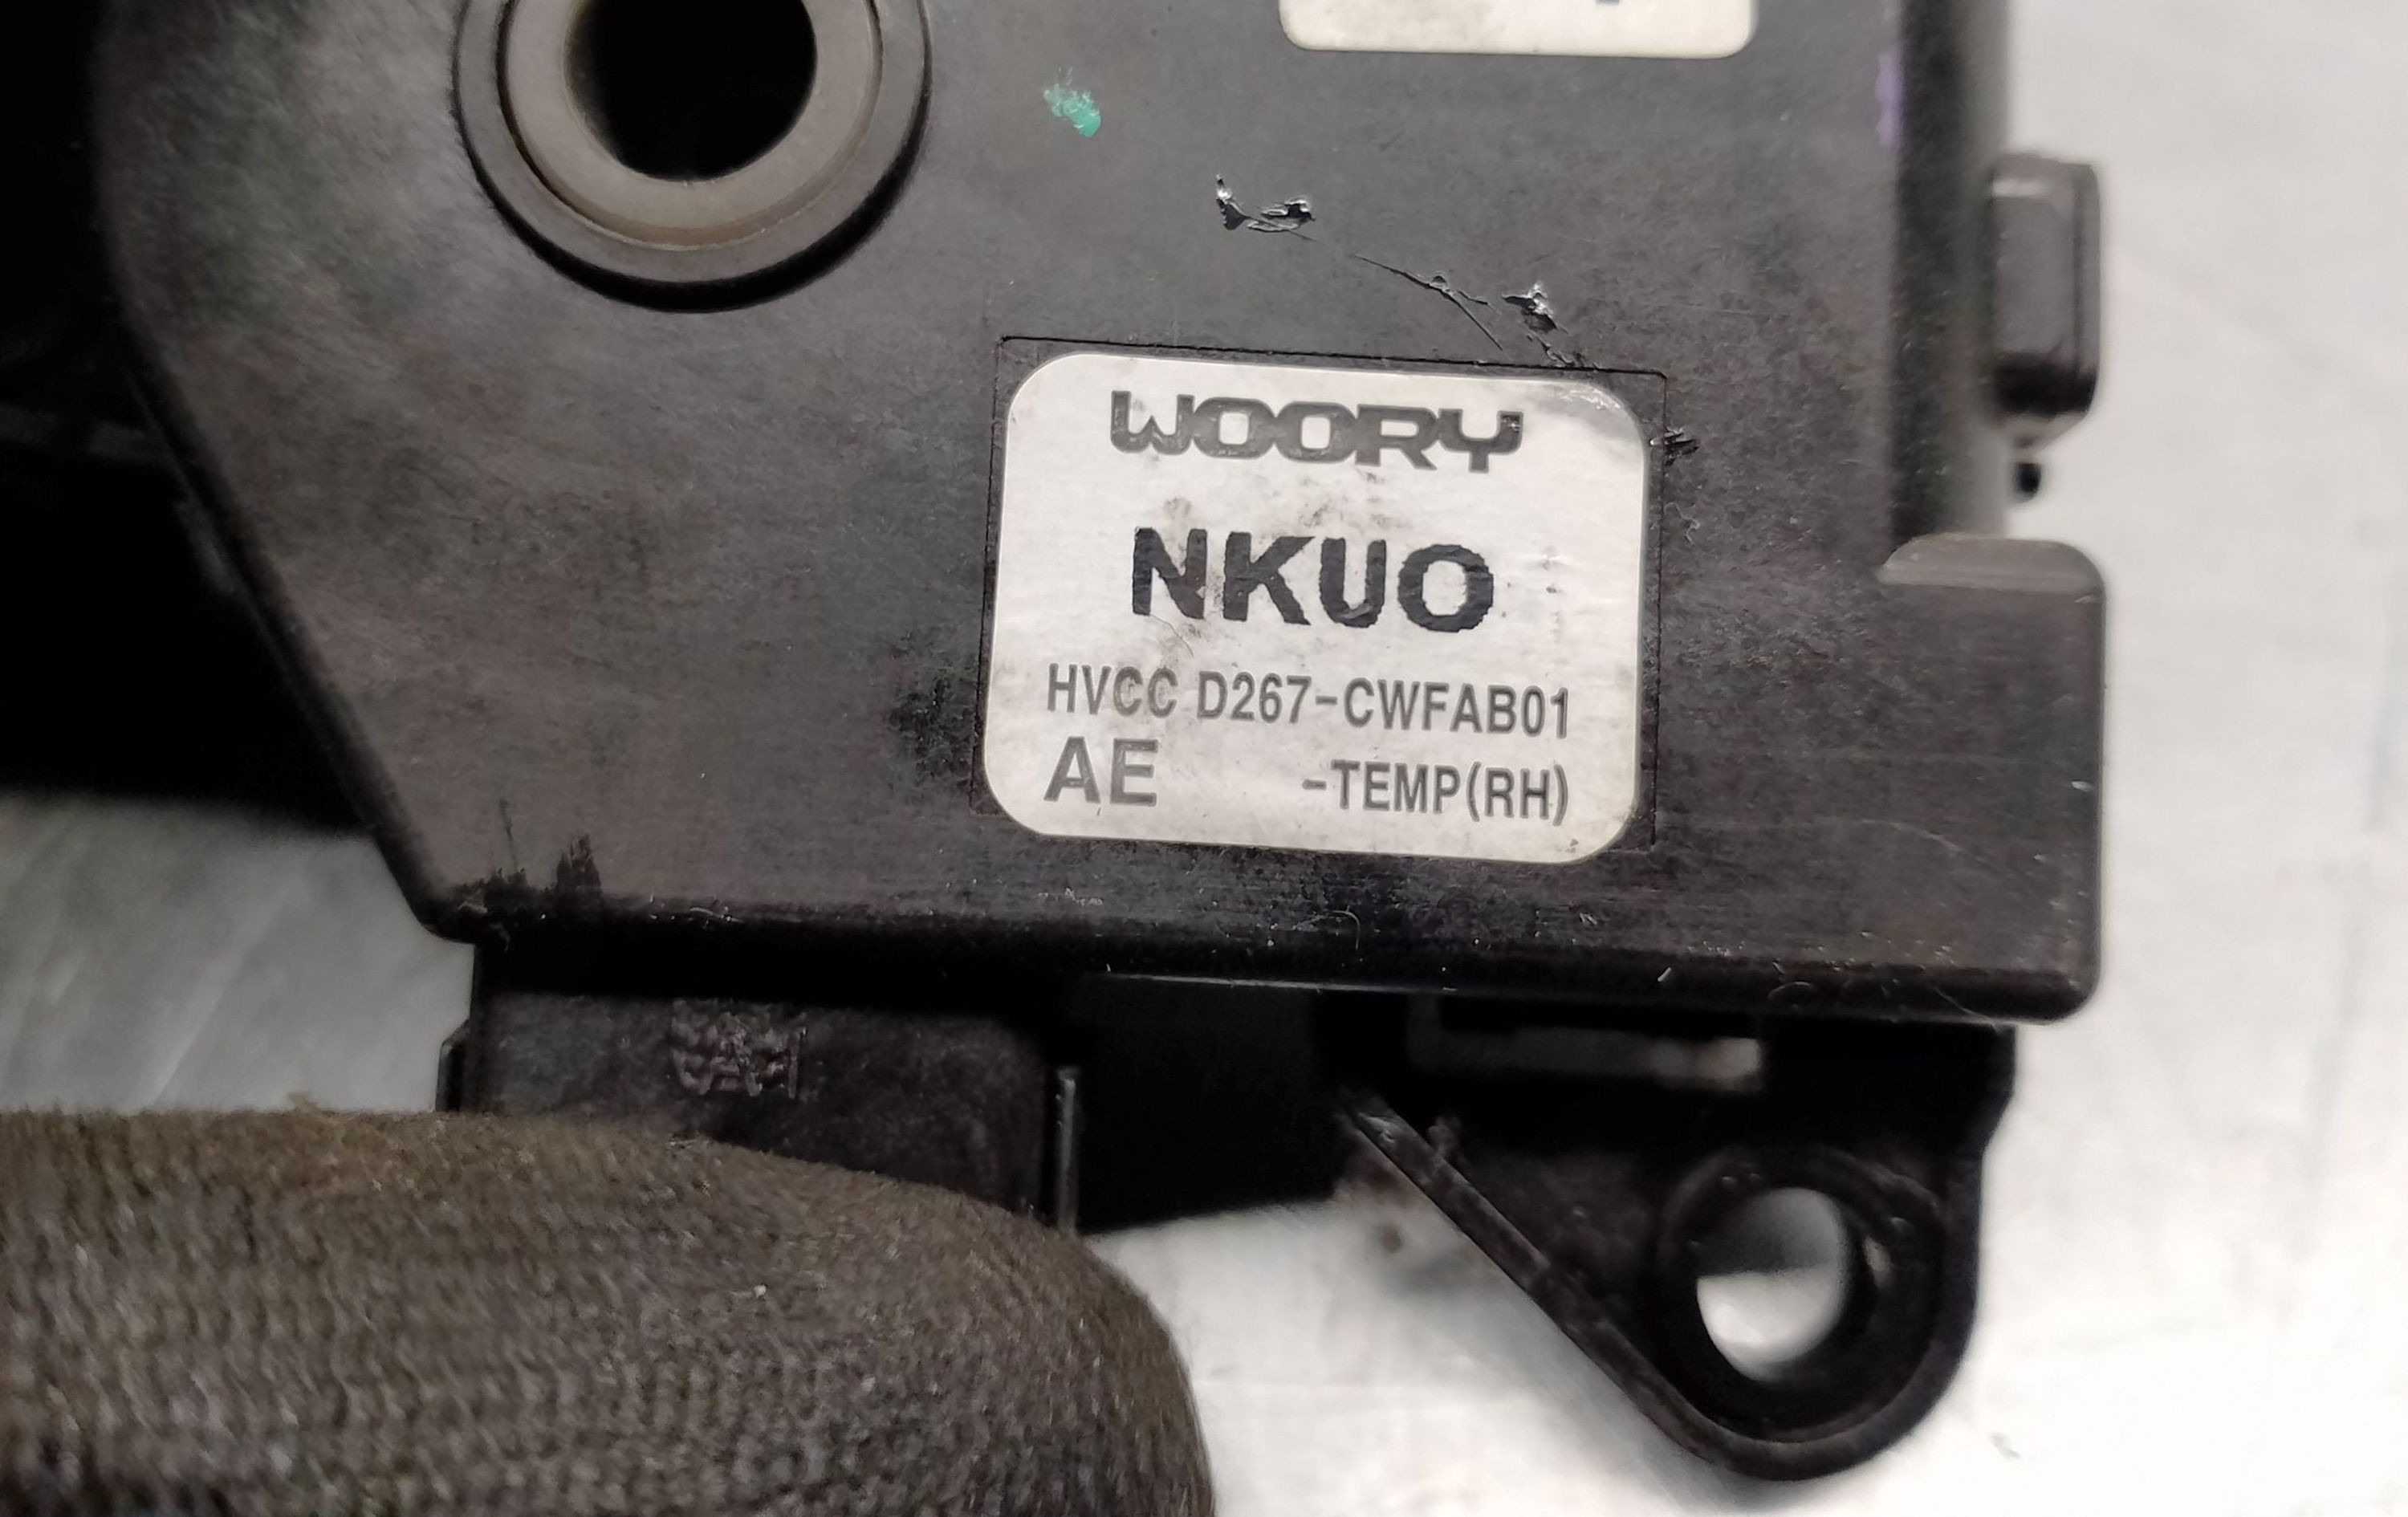 WOORY
NKUO
HVCC D267-CWFAB01
AE -TEMP(RH)